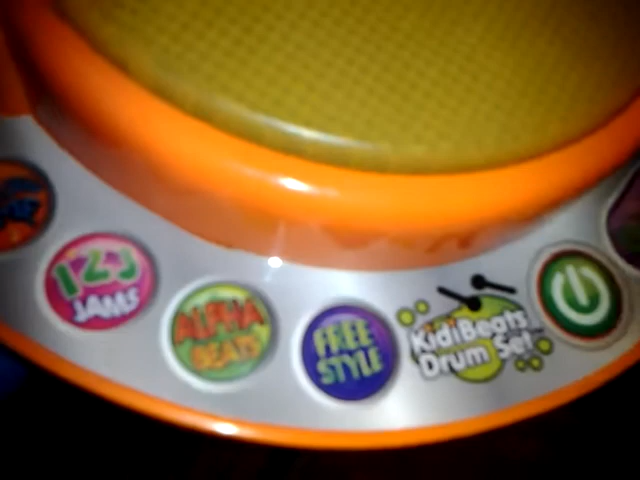 123
JAMS
ALPHA
BEATS
FREE
STYLE
KidiBeats
Drum Set